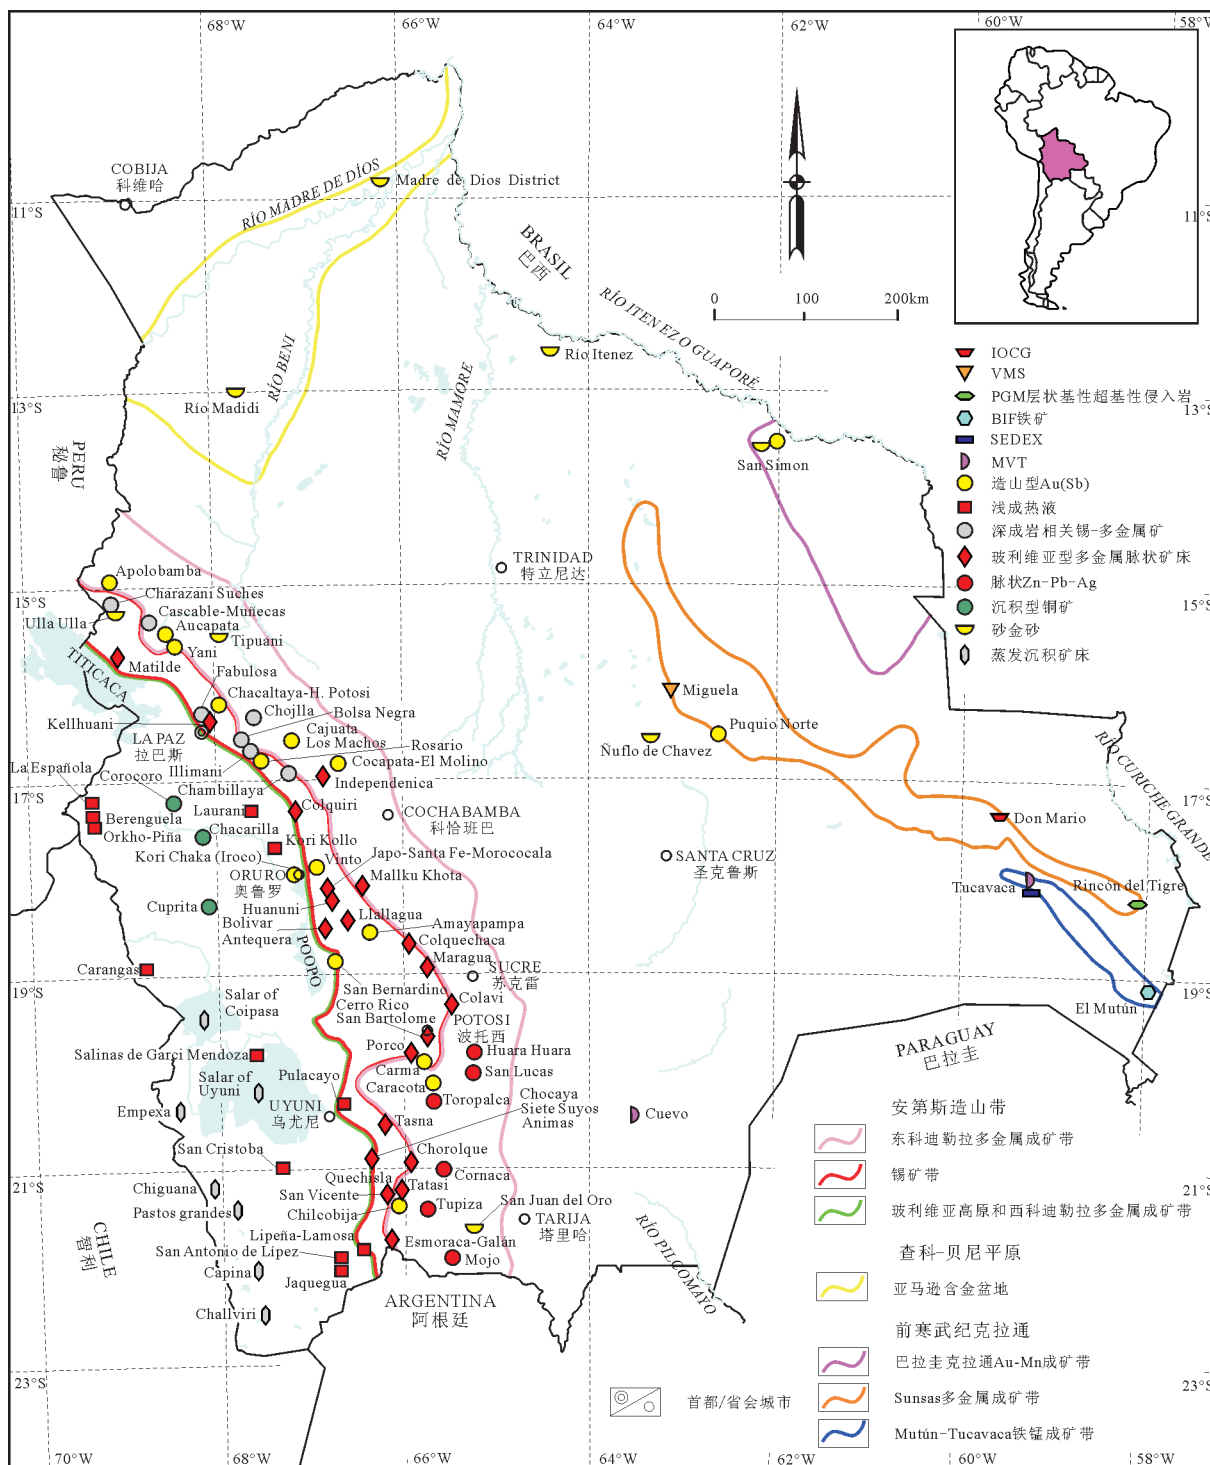 68°W
66°W
64°W
62°W
60°W
58°W
COBIJA
科维哈
RÍO MADRE DE DÍOS
Madre de Dios District
11°S
11°S
BRASIL
巴西
0
100
200km
RÍO ITENEZ O GUAPORÉ
Río Itenez
RÍO BENI
RÍO MAMORE
Río Madidi
13°S
13°S
PERU
秘鲁
San Simon
IOCG
VMS
PGM层状基性超基性侵入岩
BIF铁矿
SEDEX
MVT
造山型Au(Sb)
浅成热液
深成岩相关锡-多金属矿
玻利维亚型多金属脉状矿床
脉状Zn-Pb-Ag
沉积型铜矿
砂金砂
蒸发沉积矿床
TRINIDAD
特立尼达
Apolobamba
15°S
15°S
Charazani Suches
Cascable-Muñecas
Ulla Ulla
Aucapata
Tipuani
Yani
TITICACA
Matilde
Fabulosa
Chacaltaya-H. Potosi
Miguela
Kellhuani
Chojlla
Bolsa Negra
Puquio Norte
LA PAZ
拉巴斯
Cajuata
Los Machos
Rosario
Ñuflo de Chavez
RÍO CURICHE GRANDE
La Española
Corocoro
Illimani
Cocapata-El Molino
Chambillaya
Independenica
17°S
17°S
Laurani
Colquiri
COCHABAMBA
科恰班巴
Don Mario
Berenguela
Orkho-Piña
Chacarilla
Kori Kollo
Kori Chaka (Iroco)
Vinto
Japo-Santa Fe-Morococala
SANTA CRUZ
圣克鲁斯
ORURO
奥鲁罗
Mallku Khota
Tucavaca
Rincón del Tigre
Cuprita
Huanuni
Llallagua
Bolivar
Amayapampa
Antequera
Colquechaca
POOPO
Maragua
Carangas
SUCRE
苏克雷
19°S
19°S
San Bernardino
Salar of
Coipasa
Cerro Rico
Colavi
San Bartolome
POTOSI
波托西
El Mutún
PARAGUAY
巴拉圭
Salinas de Garci Mendoza
Porco
Huara Huara
Carma
San Lucas
Salar of
Uyuni
Pulacayo
Caracota
Chocaya
Toropalca
Siete Suyos
Animas
Empexa
UYUNI
乌尤尼
Tasna
Cuevo
San Cristoba
Chorolque
Quechisla
Cornaca
21°S
21°S
Chiguana
Tatasi
San Vicente
San Juan del Oro
Pastos grandes
Chilcobija
Tupiza
TARIJA
塔里哈
CHILE
智利
Lipeña-Lamosa
Esmoraca-Galán
San Antonio de Lípez
Mojo
Capina
Jaquegua
RÍO PILCOMAYO
Challviri
ARGENTINA
阿根廷
安第斯造山带
东科迪勒拉多金属成矿带
锡矿带
玻利维亚高原和西科迪勒拉多金属成矿带
查科-贝尼平原
亚马逊含金盆地
前寒武纪克拉通
巴拉圭克拉通Au-Mn成矿带
Sunsas多金属成矿带
Mutún-Tucavaca铁锰成矿带
首都/省会城市
23°S
23°S
70°W
68°W
66°W
64°W
62°W
60°W
58°W